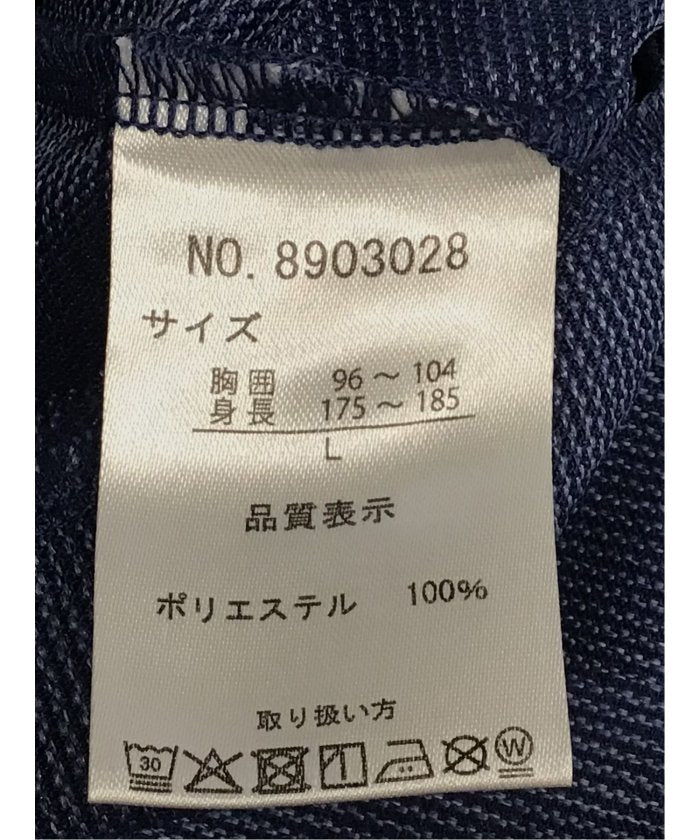 NO. 8903028
サイズ
胸囲 96～104
身長 175～185
L
品質表示
ポリエステル 100%
取り扱い方
30 W